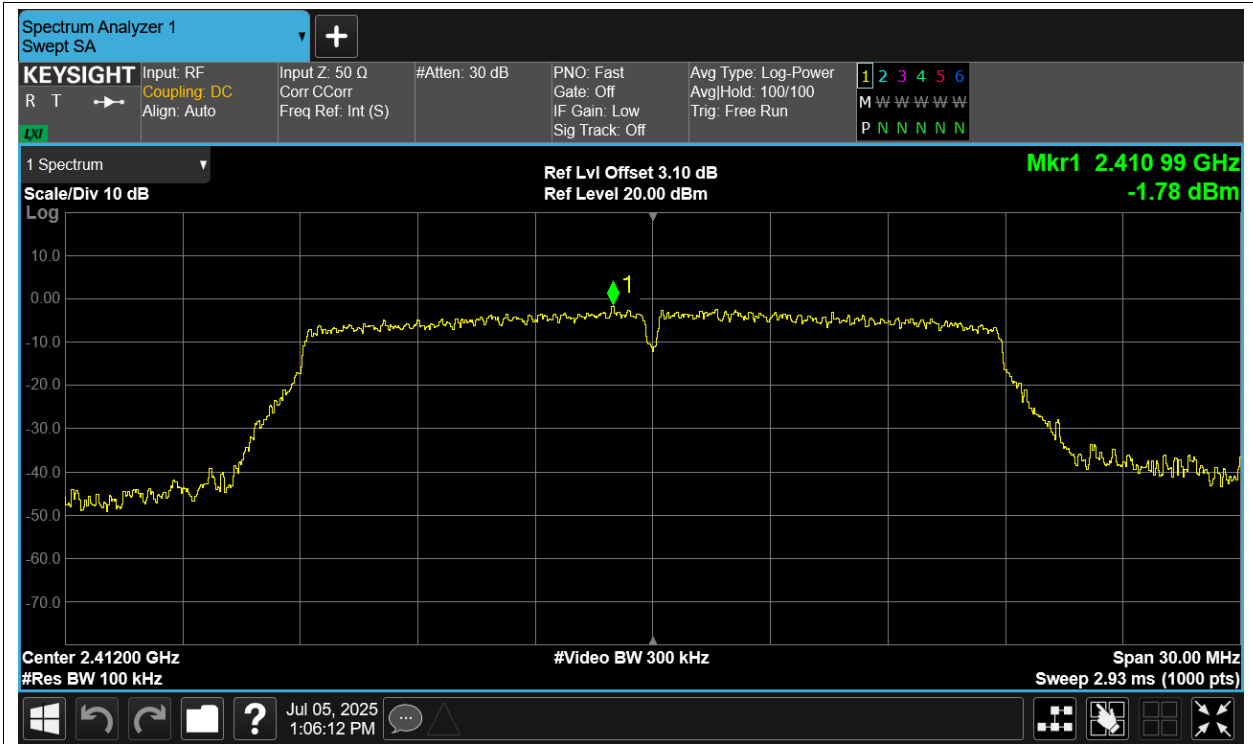 Spectrum Analyzer 1
Swept SA
+
KEYSIGHT
R T
LXI
Input: RF
Coupling: DC
Align: Auto
Input Z: 50 Ω
Corr CCorr
Freq Ref: Int (S)
#Atten: 30 dB
PNO: Fast
Gate: Off
IF Gain: Low
Sig Track: Off
Avg Type: Log-Power
Avg|Hold: 100/100
Trig: Free Run
1 2 3 4 5 6
M W W W W W
P N N N N N
1 Spectrum
Scale/Div 10 dB
Log
Ref Lvl Offset 3.10 dB
Ref Level 20.00 dBm
Mkr1 2.410 99 GHz
-1.78 dBm
1
10.0
0.00
-10.0
-20.0
-30.0
-40.0
-50.0
-60.0
-70.0
Center 2.41200 GHz
#Res BW 100 kHz
#Video BW 300 kHz
Span 30.00 MHz
Sweep 2.93 ms (1000 pts)
?
Jul 05, 2025
1:06:12 PM